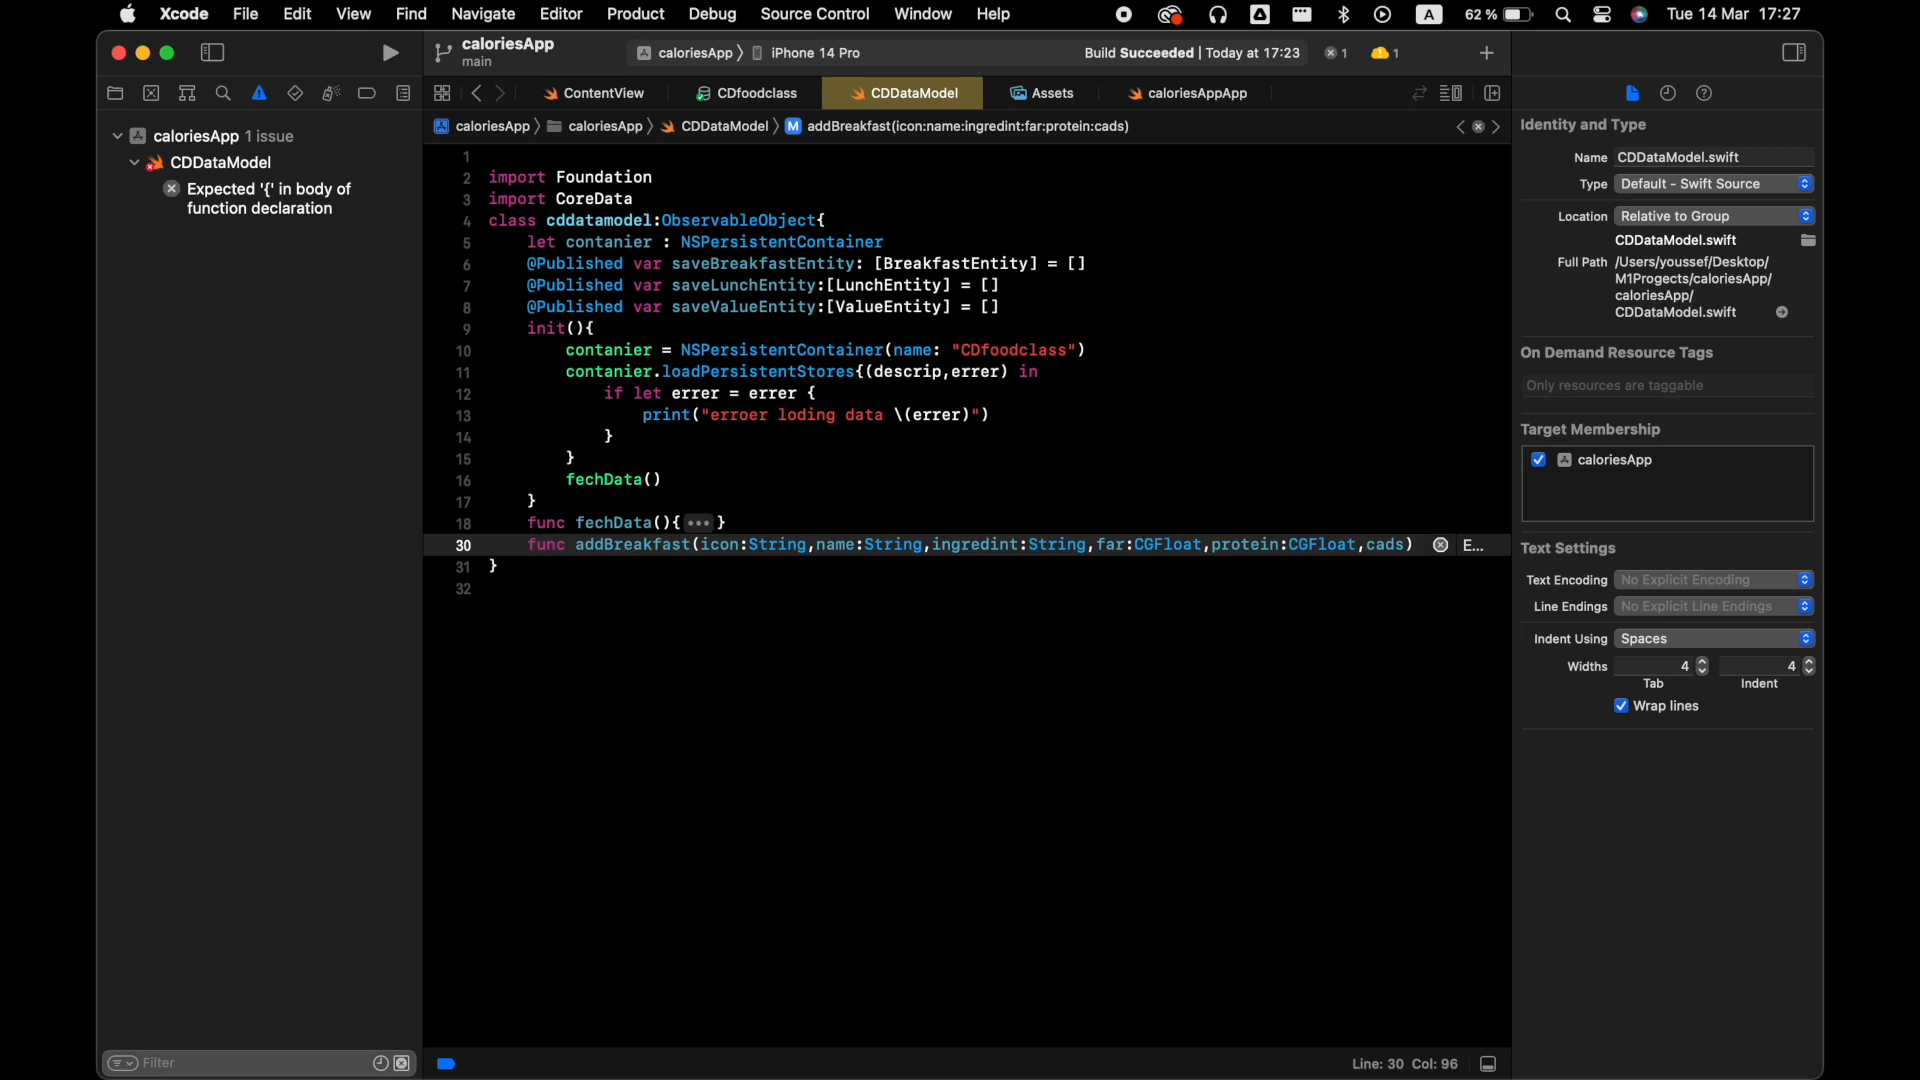 Xcode File Edit View Find Navigate Editor Product Debug Source Control Window Help A 62 % Tue 14 Mar 17:27
caloriesApp
main
caloriesApp 〉 iPhone 14 Pro Build Succeeded | Today at 17:23 1 1
ContentView CDfoodclass CDDataModel Assets caloriesAppApp
caloriesApp 〉 caloriesApp 〉 CDDataModel 〉 M addBreakfast(icon:name:ingredint:far:protein:cads)
caloriesApp 1 issue
CDDataModel
Expected '{' in body of
function declaration
1
2 import Foundation
3 import CoreData
4 class cddatamodel:ObservableObject{
5 let contanier : NSPersistentContainer
6 @Published var saveBreakfastEntity: [BreakfastEntity] = []
7 @Published var saveLunchEntity:[LunchEntity] = []
8 @Published var saveValueEntity:[ValueEntity] = []
9 init(){
10 contanier = NSPersistentContainer(name: "CDfoodclass")
11 contanier.loadPersistentStores{(descrip,errer) in
12 if let errer = errer {
13 print("erroer loding data \(errer)")
14 }
15 }
16 fechData()
17 }
18 func fechData(){ ••• }
30 func addBreakfast(icon:String,name:String,ingredint:String,far:CGFloat,protein:CGFloat,cads) E...
31 }
32
Filter
Line: 30 Col: 96
Identity and Type
Name CDDataModel.swift
Type Default - Swift Source
Location Relative to Group
CDDataModel.swift
Full Path /Users/youssef/Desktop/
M1Progects/caloriesApp/
caloriesApp/
CDDataModel.swift
On Demand Resource Tags
Only resources are taggable
Target Membership
caloriesApp
Text Settings
Text Encoding No Explicit Encoding
Line Endings No Explicit Line Endings
Indent Using Spaces
Widths 4 4
Tab Indent
Wrap lines